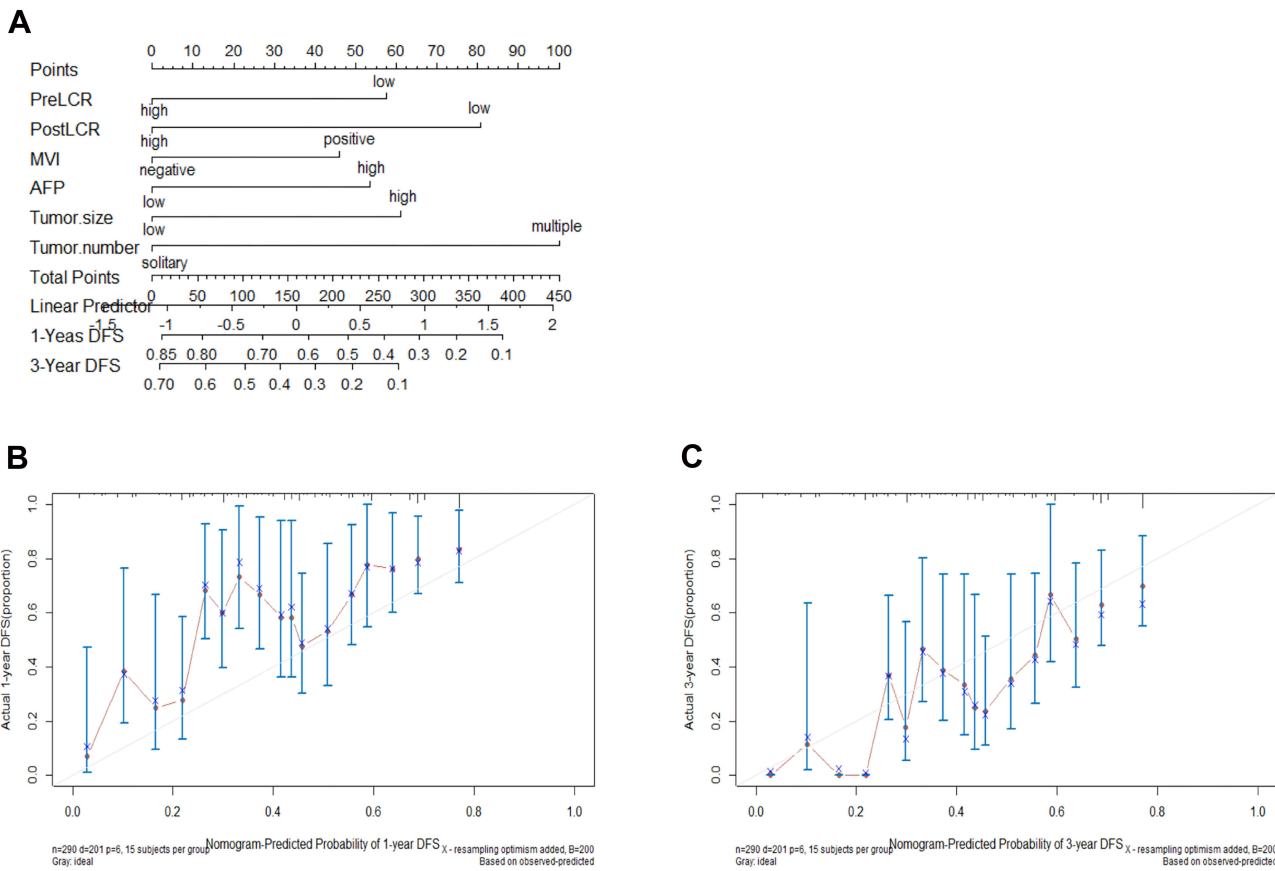 A
0 10 20 30 40 50 60 70 80 90 100
Points
low
PreLCR
high low
PostLCR
high positive
MVI
negative high
AFP
low high
Tumor.size
low multiple
Tumor.number
solitary
Total Points
0 50 100 150 200 250 300 350 400 450
Linear Predictor
-1.5 -1 -0.5 0 0.5 1 1.5 2
1-Yeas DFS
0.85 0.80 0.70 0.6 0.5 0.4 0.3 0.2 0.1
3-Year DFS
0.70 0.6 0.5 0.4 0.3 0.2 0.1
B
Actual 1-year DFS(proportion)
1.0
0.8
0.6
0.4
0.2
0.0
0.0 0.2 0.4 0.6 0.8 1.0
Nomogram-Predicted Probability of 1-year DFS
n=290 d=201 p=6, 15 subjects per group
Gray: ideal
X - resampling optimism added, B=200
Based on observed-predicted
C
Actual 3-year DFS(proportion)
1.0
0.8
0.6
0.4
0.2
0.0
0.0 0.2 0.4 0.6 0.8 1.0
Nomogram-Predicted Probability of 3-year DFS
n=290 d=201 p=6, 15 subjects per group
Gray: ideal
X - resampling optimism added, B=200
Based on observed-predicted